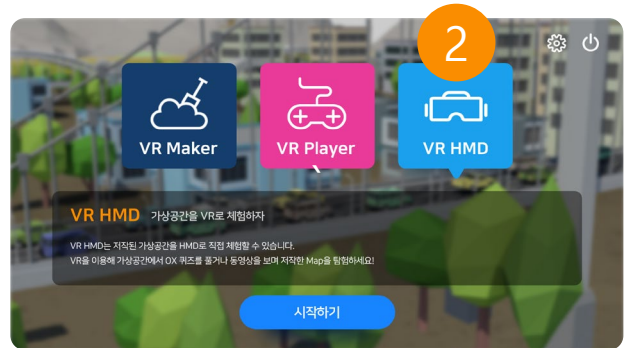 2
VR Maker
VR Player
VR HMD
VR HMD 가상공간을 VR로 체험하자
VR HMD는 저작된 가상공간을 HMD로 직접 체험할 수 있습니다.
VR을 이용해 가상공간에서 OX 퀴즈를 풀거나 동영상을 보며 저작한 Map을 탐험하세요!
시작하기